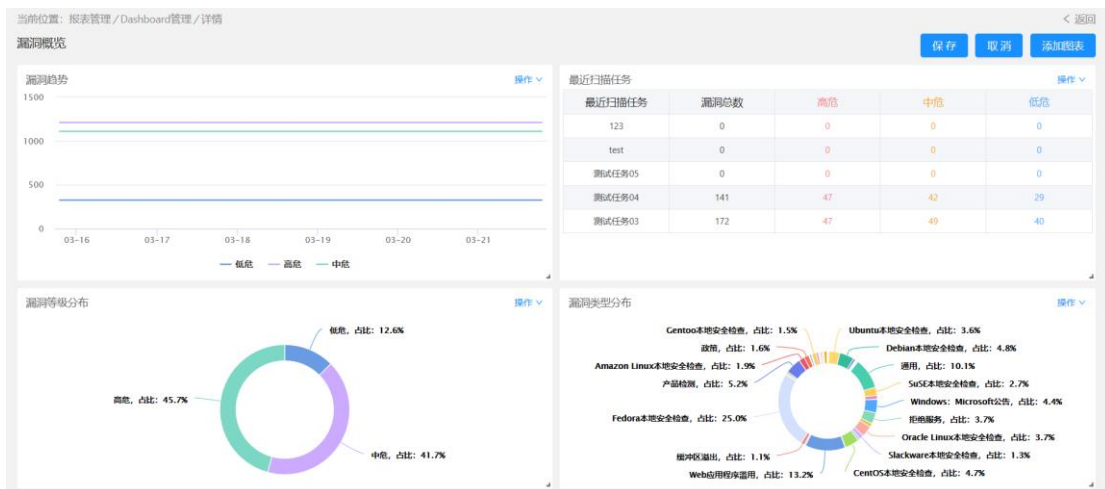 当前位置：报表管理/Dashboard管理/详情
< 返回
漏洞概览
保存 取消 添加图表
漏洞趋势
操作
1500
1000
500
0
03-16 03-17 03-18 03-19 03-20 03-21
低危 高危 中危
最近扫描任务
操作
最近扫描任务 漏洞总数 高危 中危 低危
123 0 0 0 0
test 0 0 0 0
测试任务05 0 0 0 0
测试任务04 141 47 42 29
测试任务03 172 47 49 40
漏洞等级分布
操作
低危，占比：12.6%
高危，占比：45.7%
中危，占比：41.7%
漏洞类型分布
操作
Gentoo本地安全检查，占比：1.5%
Ubuntu本地安全检查，占比：3.6%
政策，占比：1.6%
Debian本地安全检查，占比：4.8%
Amazon Linux本地安全检查，占比：1.9%
通用，占比：10.1%
产品检测，占比：5.2%
SuSE本地安全检查，占比：2.7%
Windows：Microsoft公告，占比：4.4%
Fedora本地安全检查，占比：25.0%
拒绝服务，占比：3.7%
Oracle Linux本地安全检查，占比：3.7%
缓冲区溢出，占比：1.1%
Slackware本地安全检查，占比：1.3%
Web应用程序滥用，占比：13.2%
CentOS本地安全检查，占比：4.7%